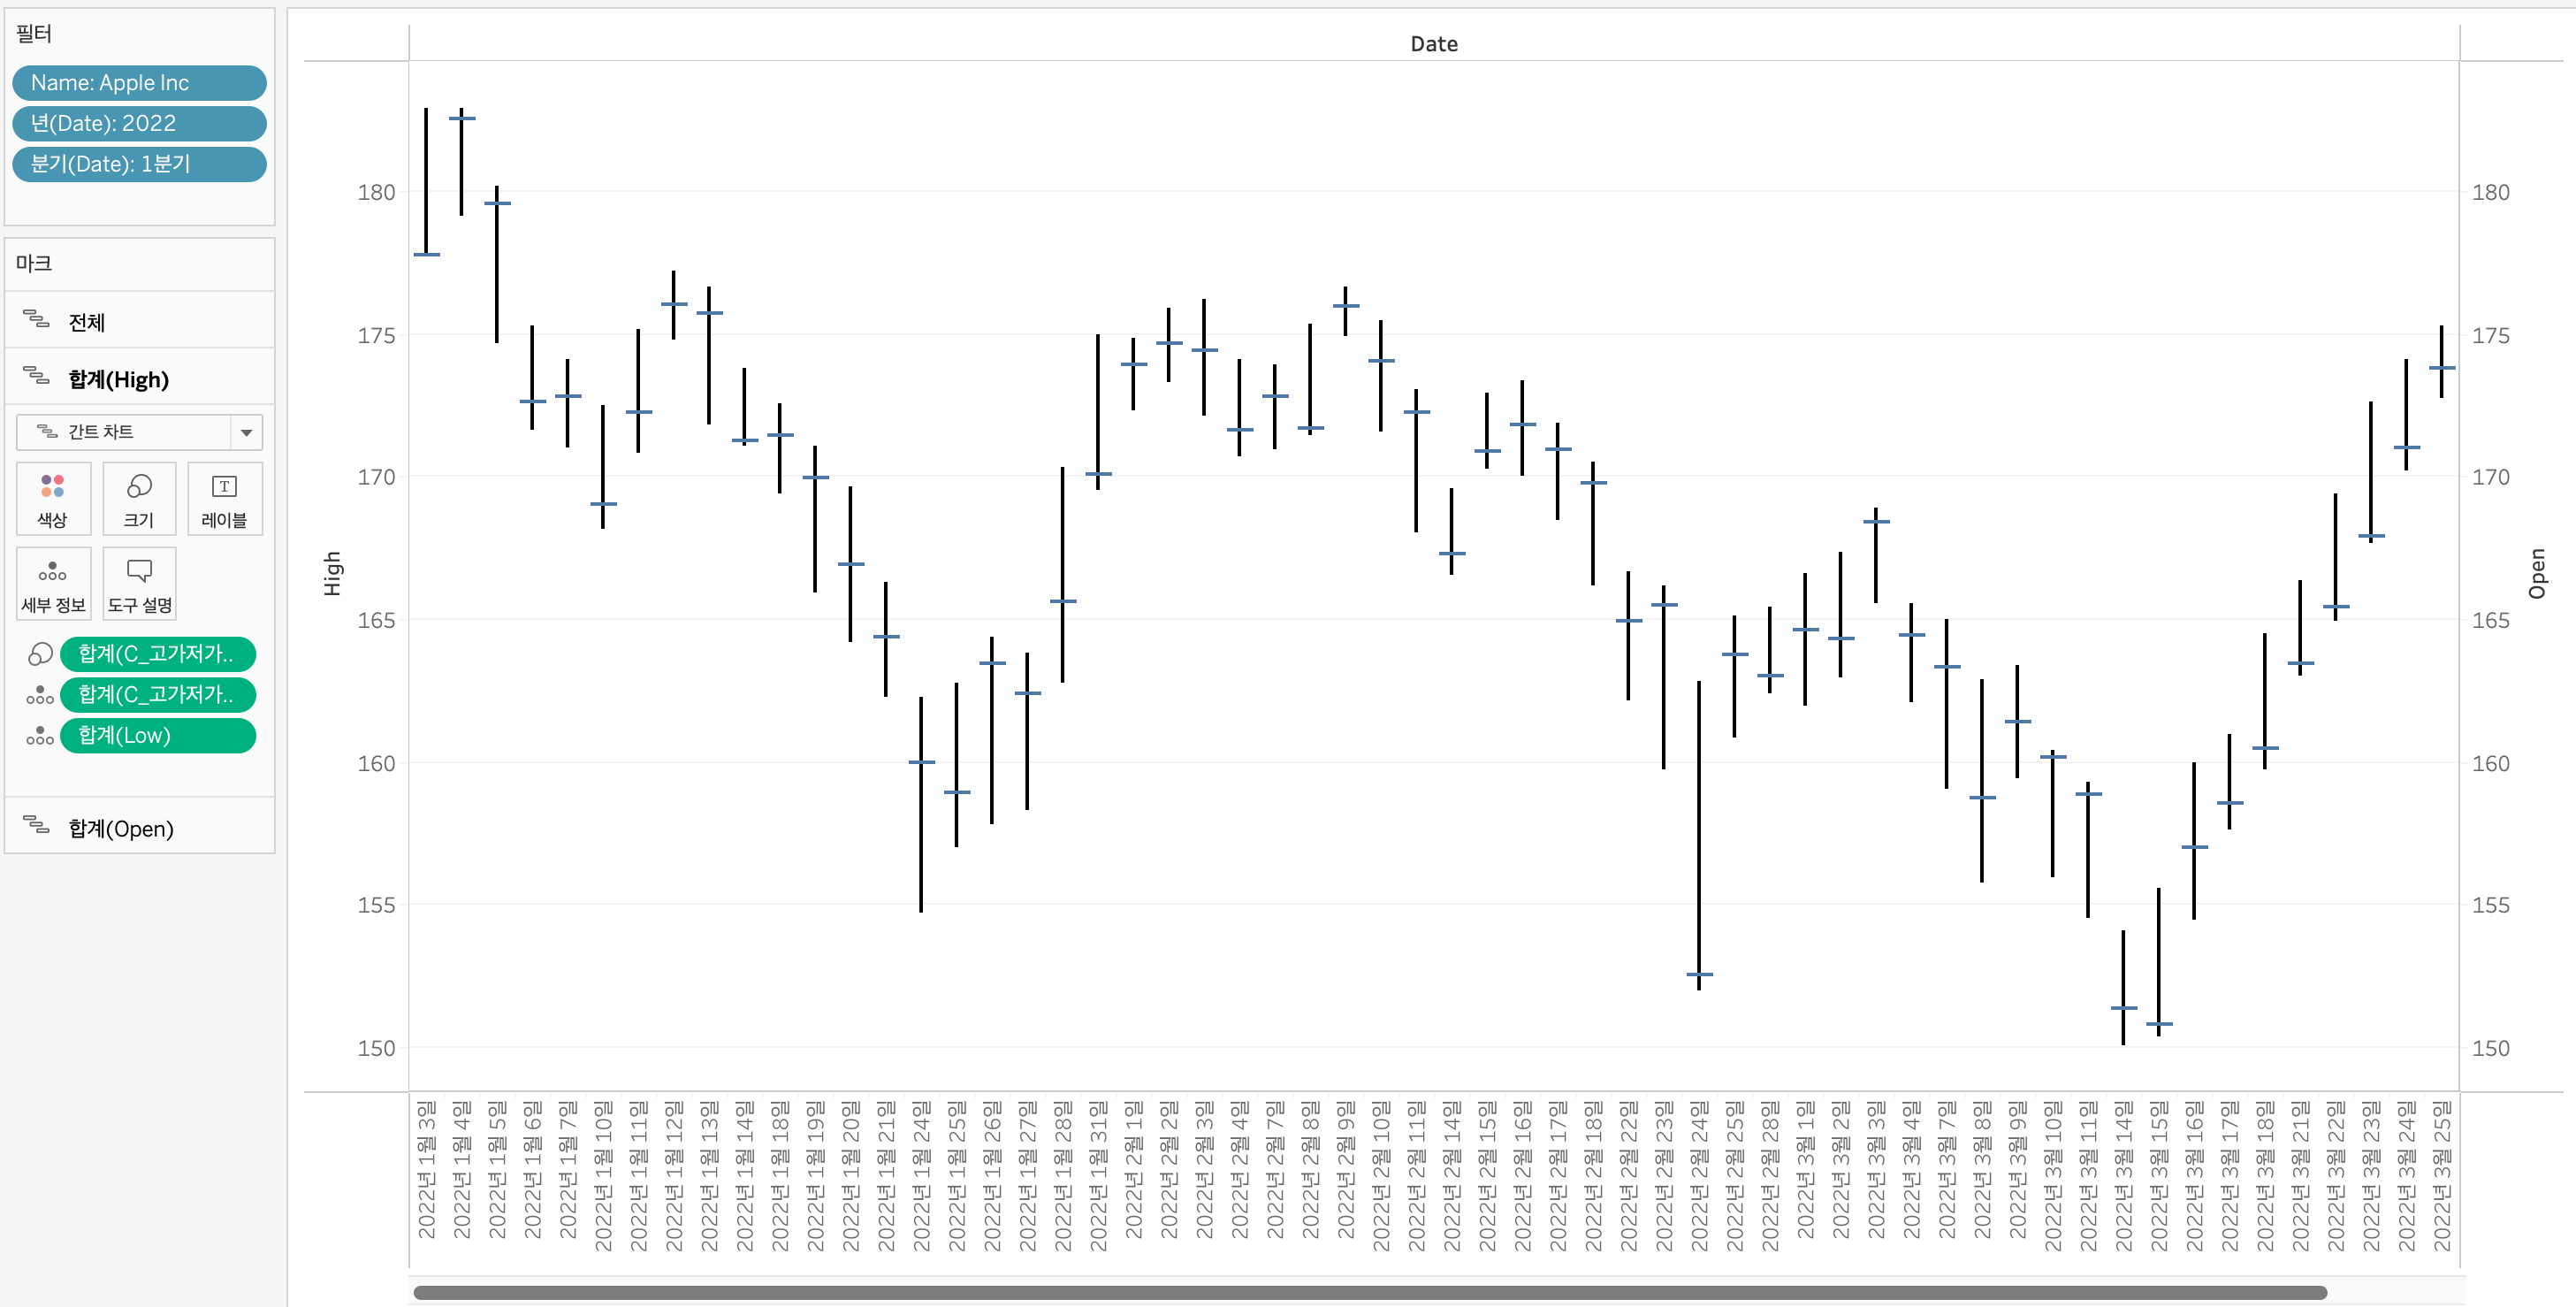 필터
Name: Apple Inc
년(Date): 2022
분기(Date): 1분기
마크
전체
합계(High)
간트 차트
색상
크기
T
레이블
세부 정보
도구 설명
합계(C_고가저가..
합계(C_고가저가..
합계(Low)
합계(Open)
Date
High
180
175
170
165
160
155
150
180
175
170
165
160
155
150
Open
2022년 1월 3일
2022년 1월 4일
2022년 1월 5일
2022년 1월 6일
2022년 1월 7일
2022년 1월 10일
2022년 1월 11일
2022년 1월 12일
2022년 1월 13일
2022년 1월 14일
2022년 1월 18일
2022년 1월 19일
2022년 1월 20일
2022년 1월 21일
2022년 1월 24일
2022년 1월 25일
2022년 1월 26일
2022년 1월 27일
2022년 1월 28일
2022년 1월 31일
2022년 2월 1일
2022년 2월 2일
2022년 2월 3일
2022년 2월 4일
2022년 2월 7일
2022년 2월 8일
2022년 2월 9일
2022년 2월 10일
2022년 2월 11일
2022년 2월 14일
2022년 2월 15일
2022년 2월 16일
2022년 2월 17일
2022년 2월 18일
2022년 2월 22일
2022년 2월 23일
2022년 2월 24일
2022년 2월 25일
2022년 2월 28일
2022년 3월 1일
2022년 3월 2일
2022년 3월 3일
2022년 3월 4일
2022년 3월 7일
2022년 3월 8일
2022년 3월 9일
2022년 3월 10일
2022년 3월 11일
2022년 3월 14일
2022년 3월 15일
2022년 3월 16일
2022년 3월 17일
2022년 3월 18일
2022년 3월 21일
2022년 3월 22일
2022년 3월 23일
2022년 3월 24일
2022년 3월 25일